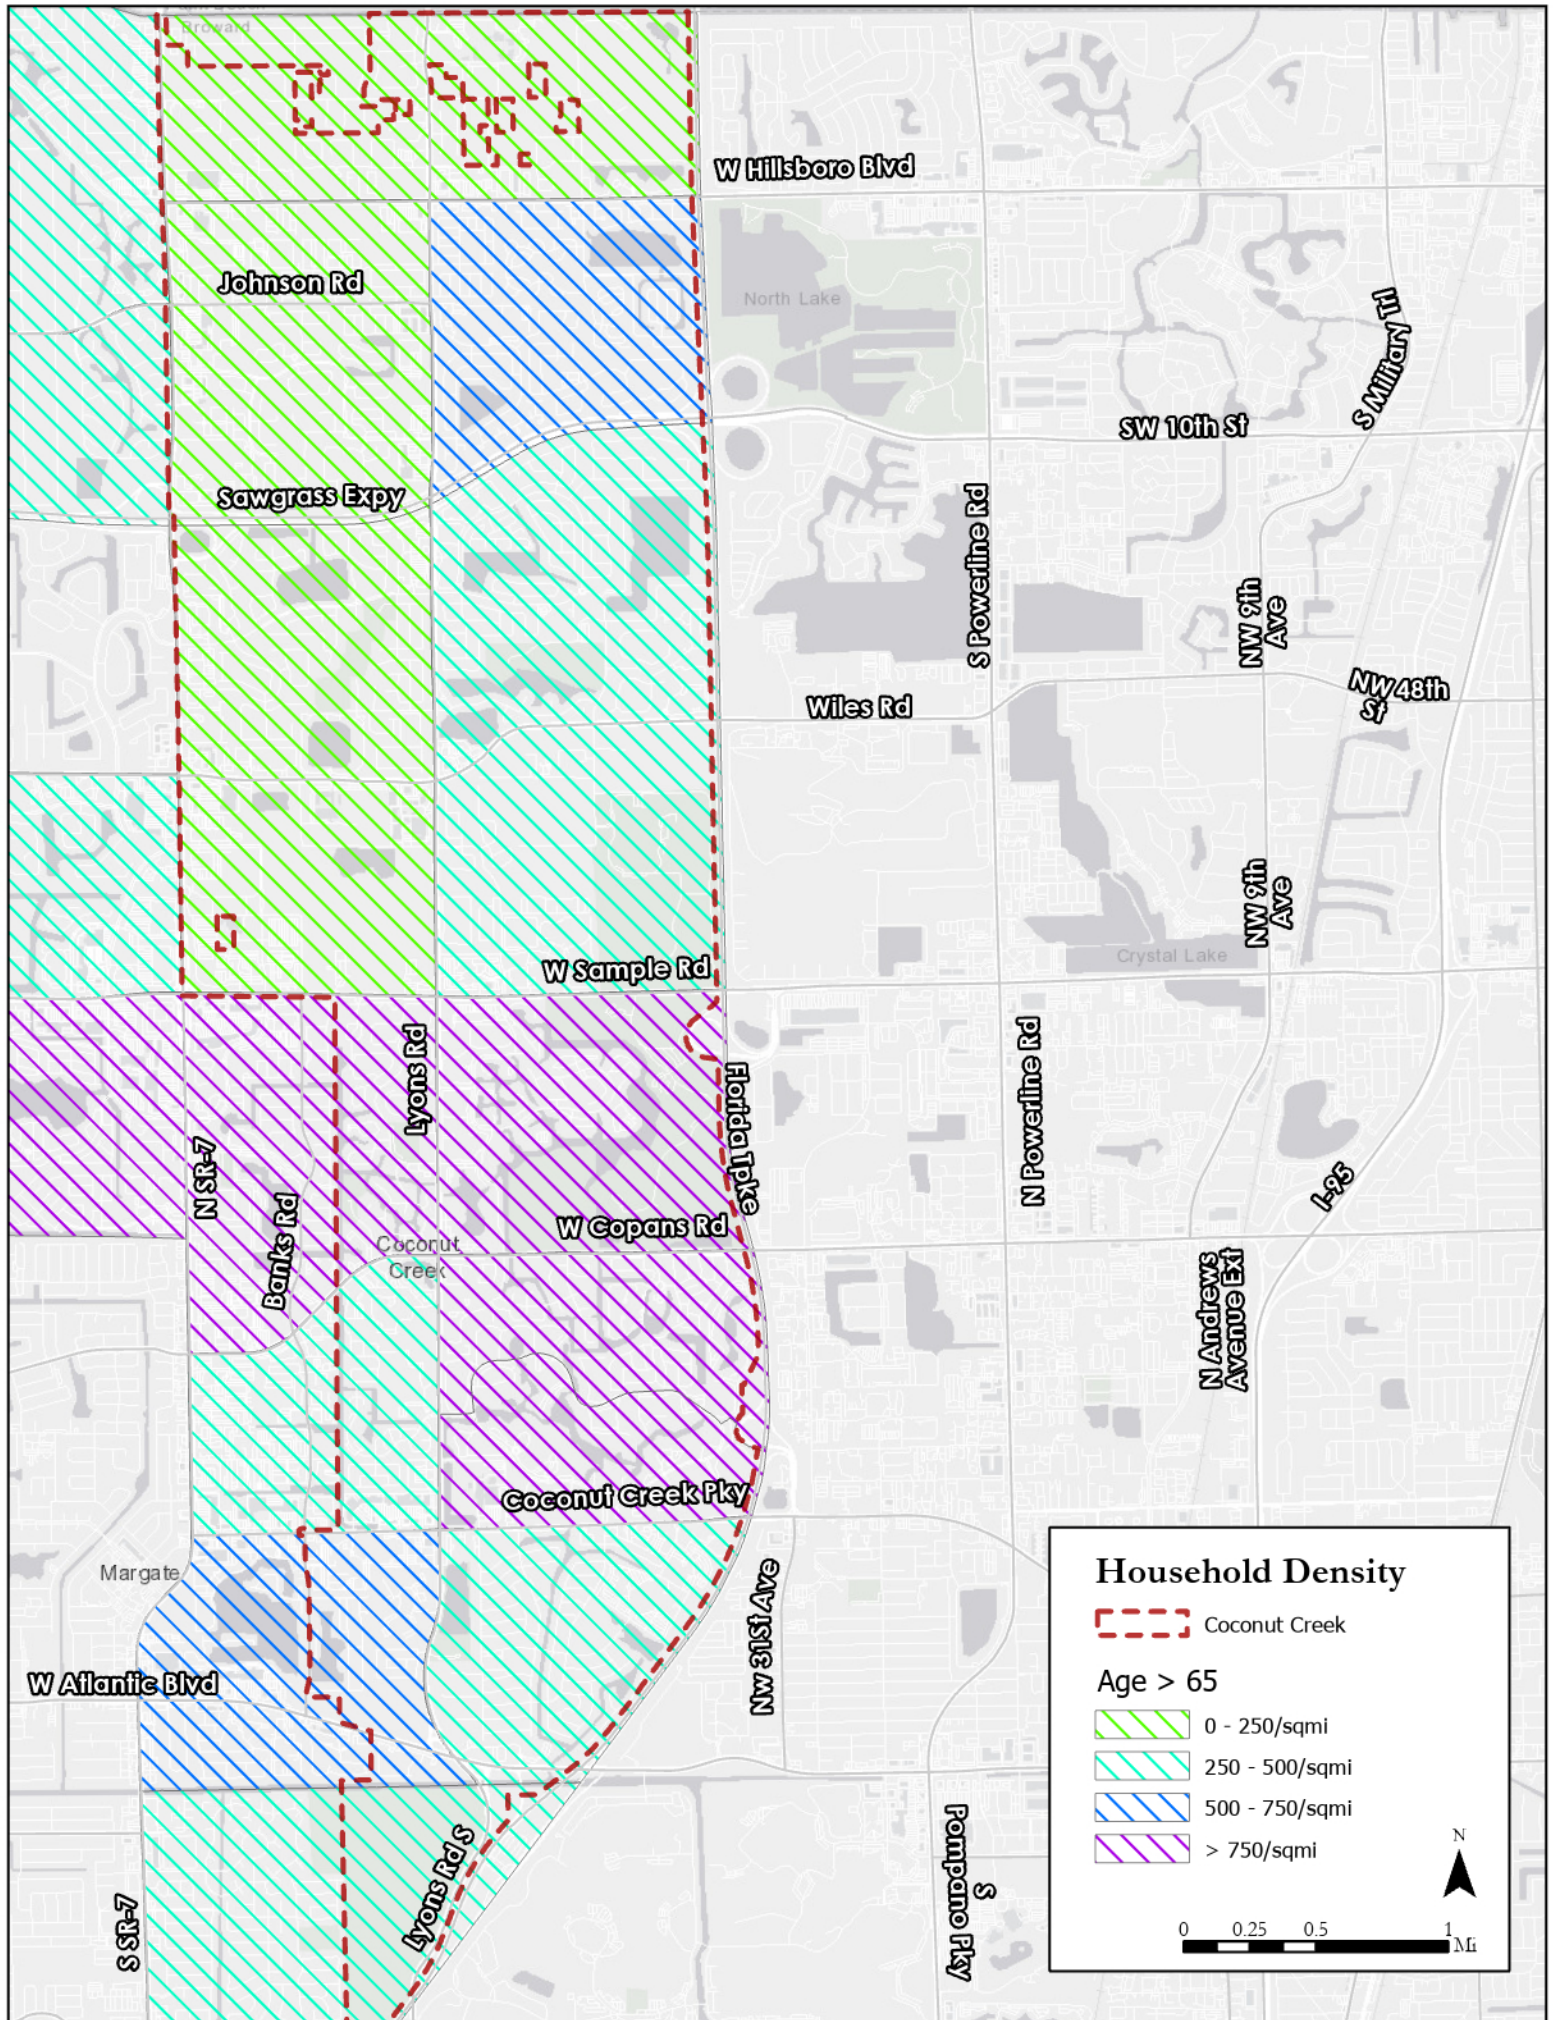 Broward
W Hillsboro Blvd
Johnson Rd
North Lake
S Military Trl
SW 10th St
Sawgrass Expy
S Powerline Rd
NW 9th
Ave
NW 48th
St
Wiles Rd
NW 9th
Ave
Crystal Lake
W Sample Rd
Lyons Rd
N Powerline Rd
Florida Tpke
N SR-7
I-95
Banks Rd
W Copans Rd
Coconut
Creek
N Andrews
Avenue Ext
Coconut Creek Pky
Margate
Nw 31St Ave
W Atlantic Blvd
Lyons Rd S
S SR-7
S
Pompano Pky
Household Density
Coconut Creek
Age > 65
0 - 250/sqmi
250 - 500/sqmi
500 - 750/sqmi
> 750/sqmi
N
0 0.25 0.5 1
Mi